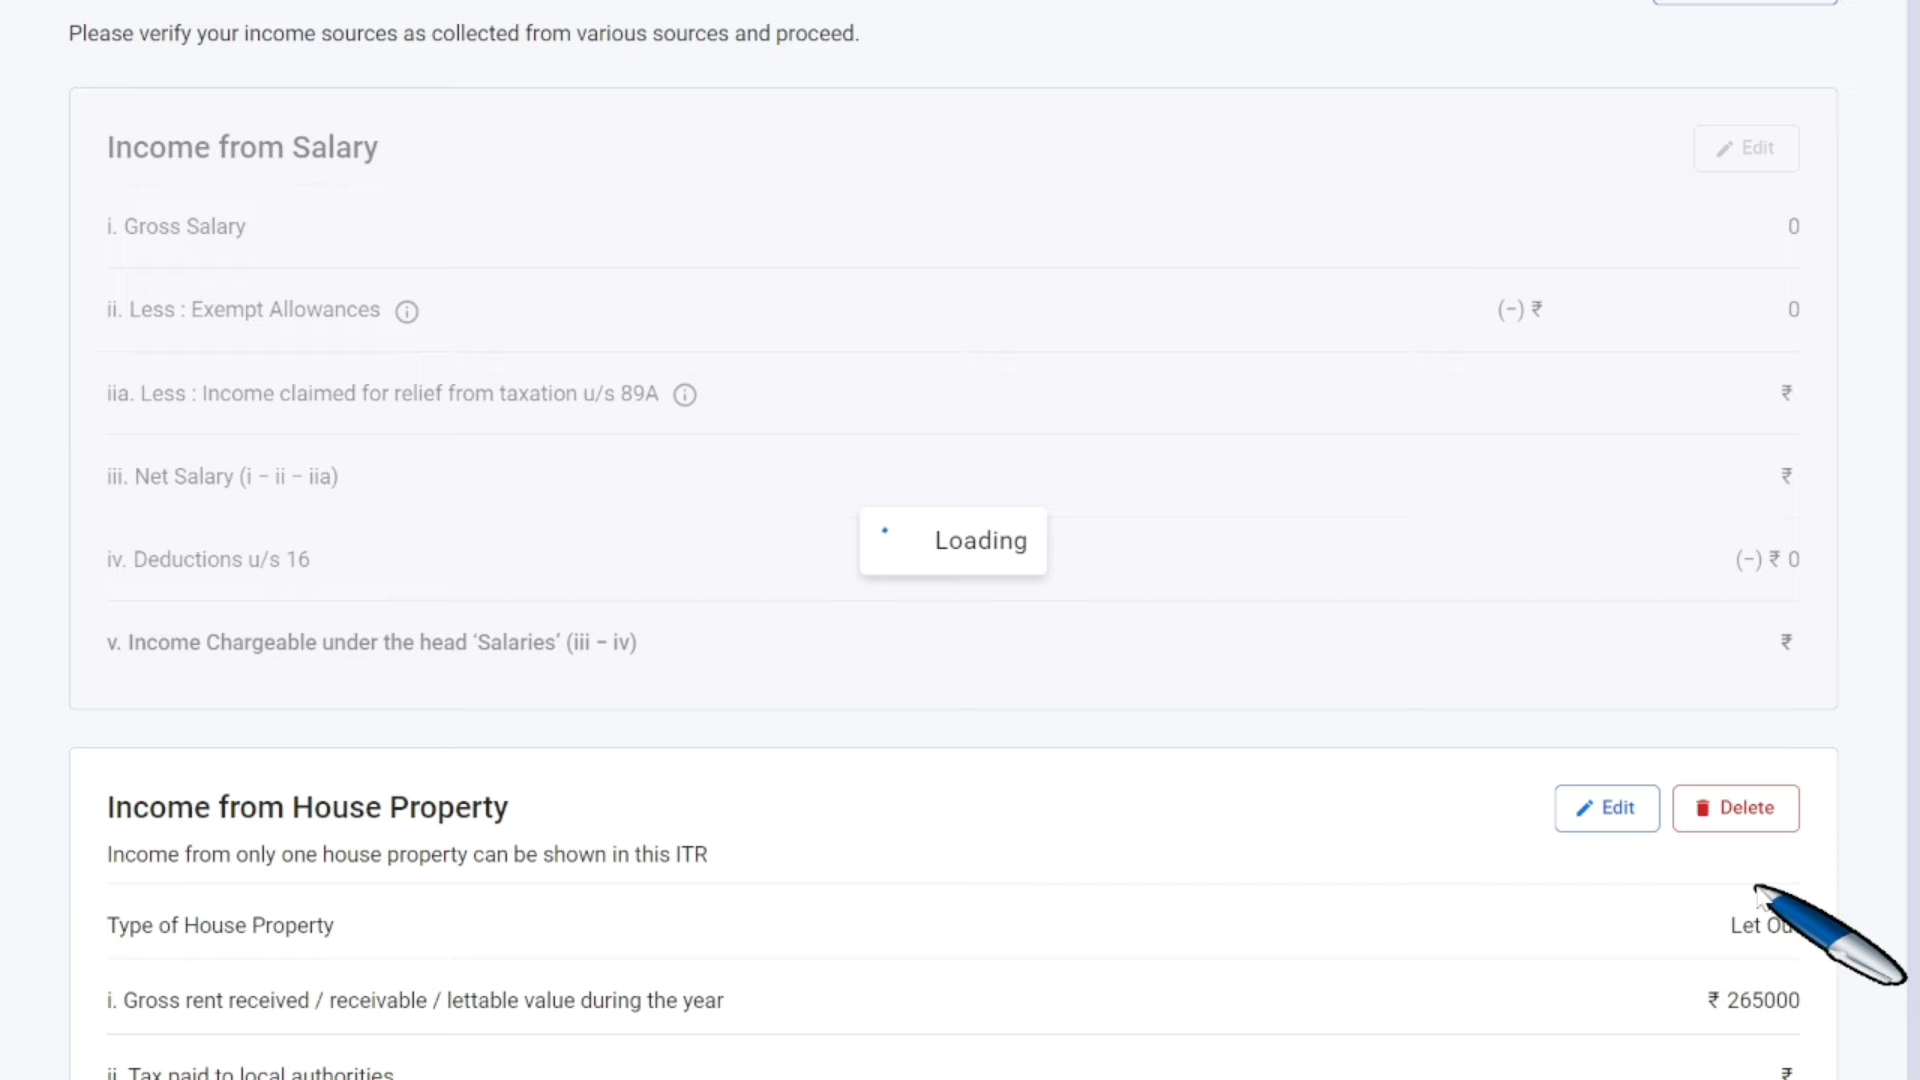 Please verify your income sources as collected from various sources and proceed.
Income from Salary
Edit
i. Gross Salary 0
ii. Less : Exempt Allowances (−) ₹ 0
iia. Less : Income claimed for relief from taxation u/s 89A ₹
iii. Net Salary (i − ii − iia) ₹
Loading
iv. Deductions u/s 16 (−) ₹ 0
v. Income Chargeable under the head ‘Salaries’ (iii − iv) ₹
Income from House Property
Edit Delete
Income from only one house property can be shown in this ITR
Type of House Property Let
i. Gross rent received / receivable / lettable value during the year ₹ 265000
ii. Tax paid to local authorities ₹